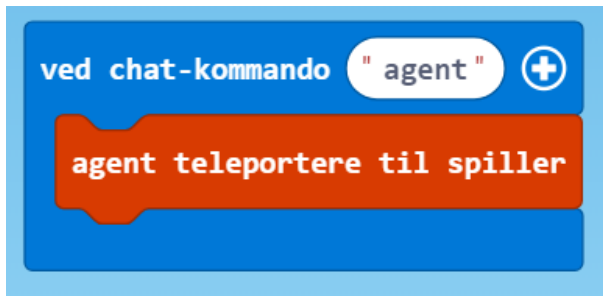 ved chat-kommando "agent"
agent teleportere til spiller